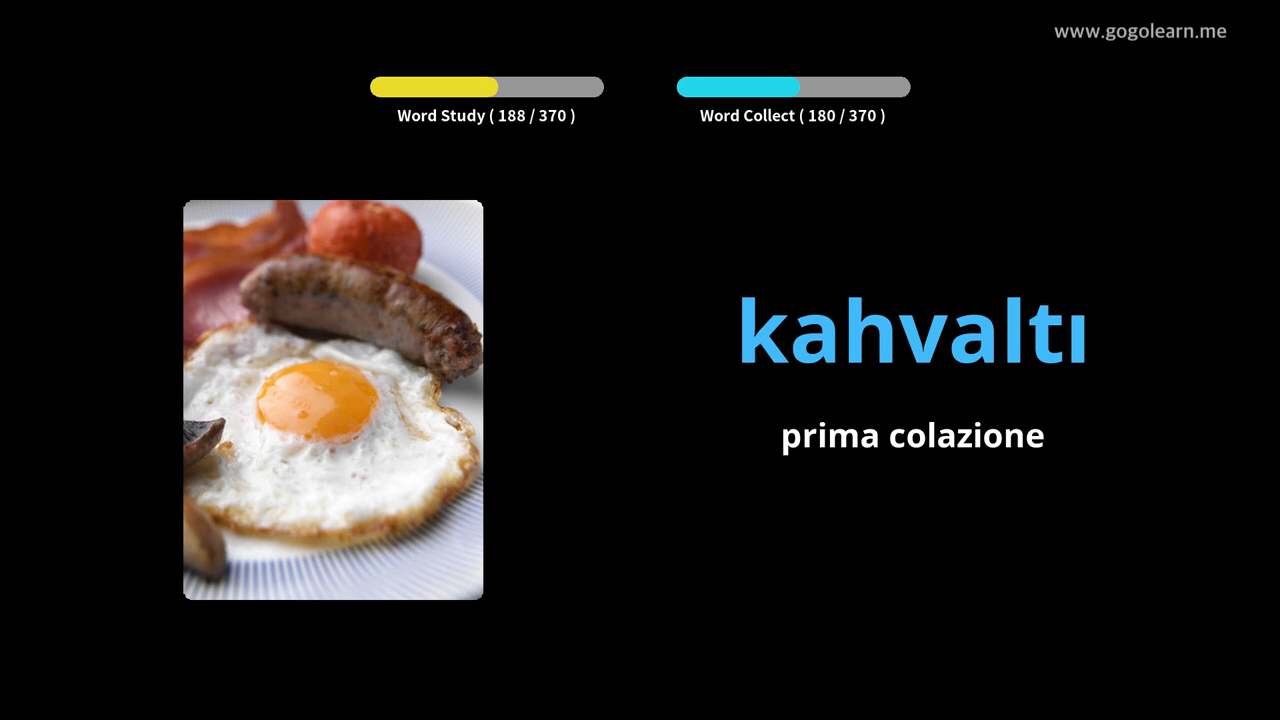 www.gogolearn.me
Word Study ( 188 / 370 )
Word Collect ( 180 / 370 )
kahvaltı
prima colazione